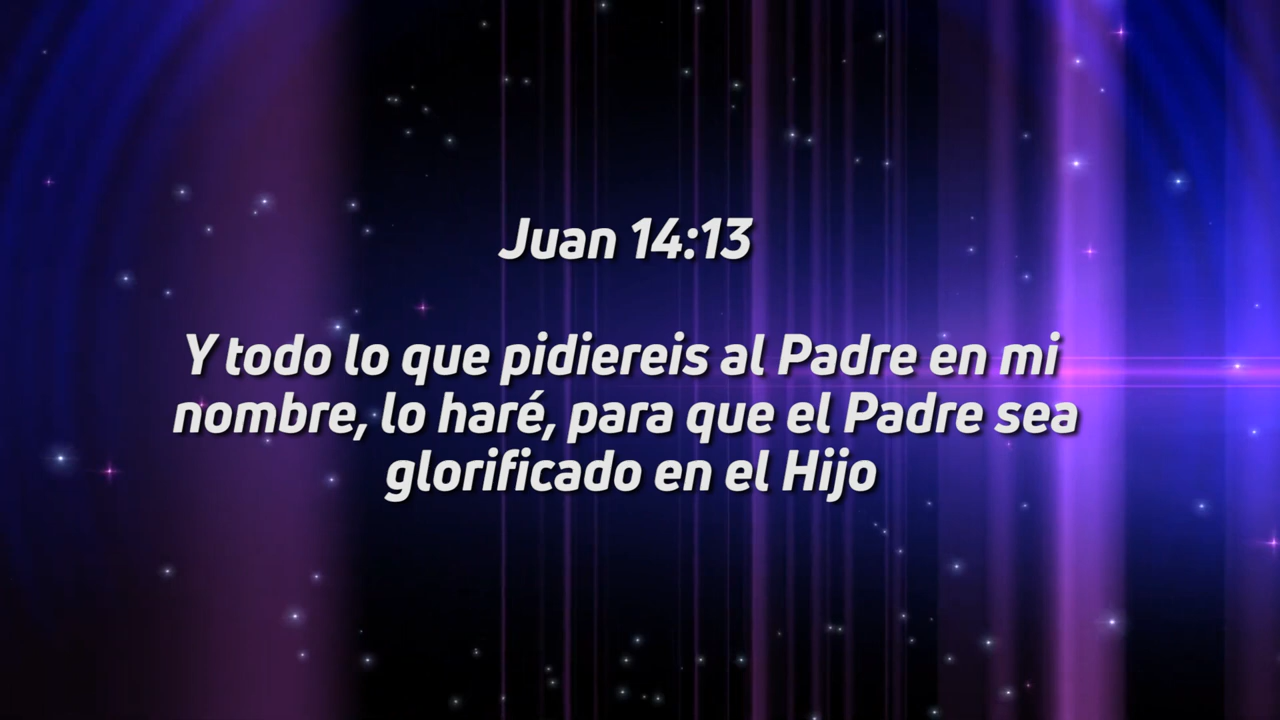 Juan 14:13
Y todo lo que pidiereis al Padre en mi
nombre, lo haré, para que el Padre sea
glorificado en el Hijo